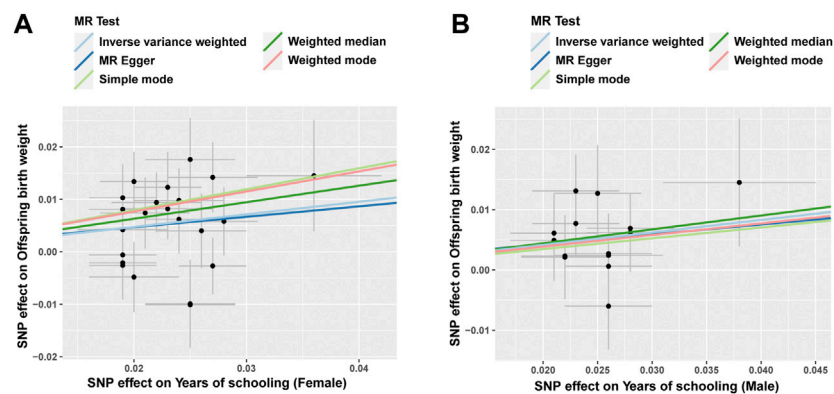 A
MR Test
Inverse variance weighted
Weighted median
MR Egger
Weighted mode
Simple mode
SNP effect on Offspring birth weight
0.02
0.01
0.00
−0.01
−0.02
0.02
0.03
0.04
SNP effect on Years of schooling (Female)
B
MR Test
Inverse variance weighted
Weighted median
MR Egger
Weighted mode
Simple mode
SNP effect on Offspring birth weight
0.02
0.01
0.00
−0.01
0.020
0.025
0.030
0.035
0.040
0.045
SNP effect on Years of schooling (Male)